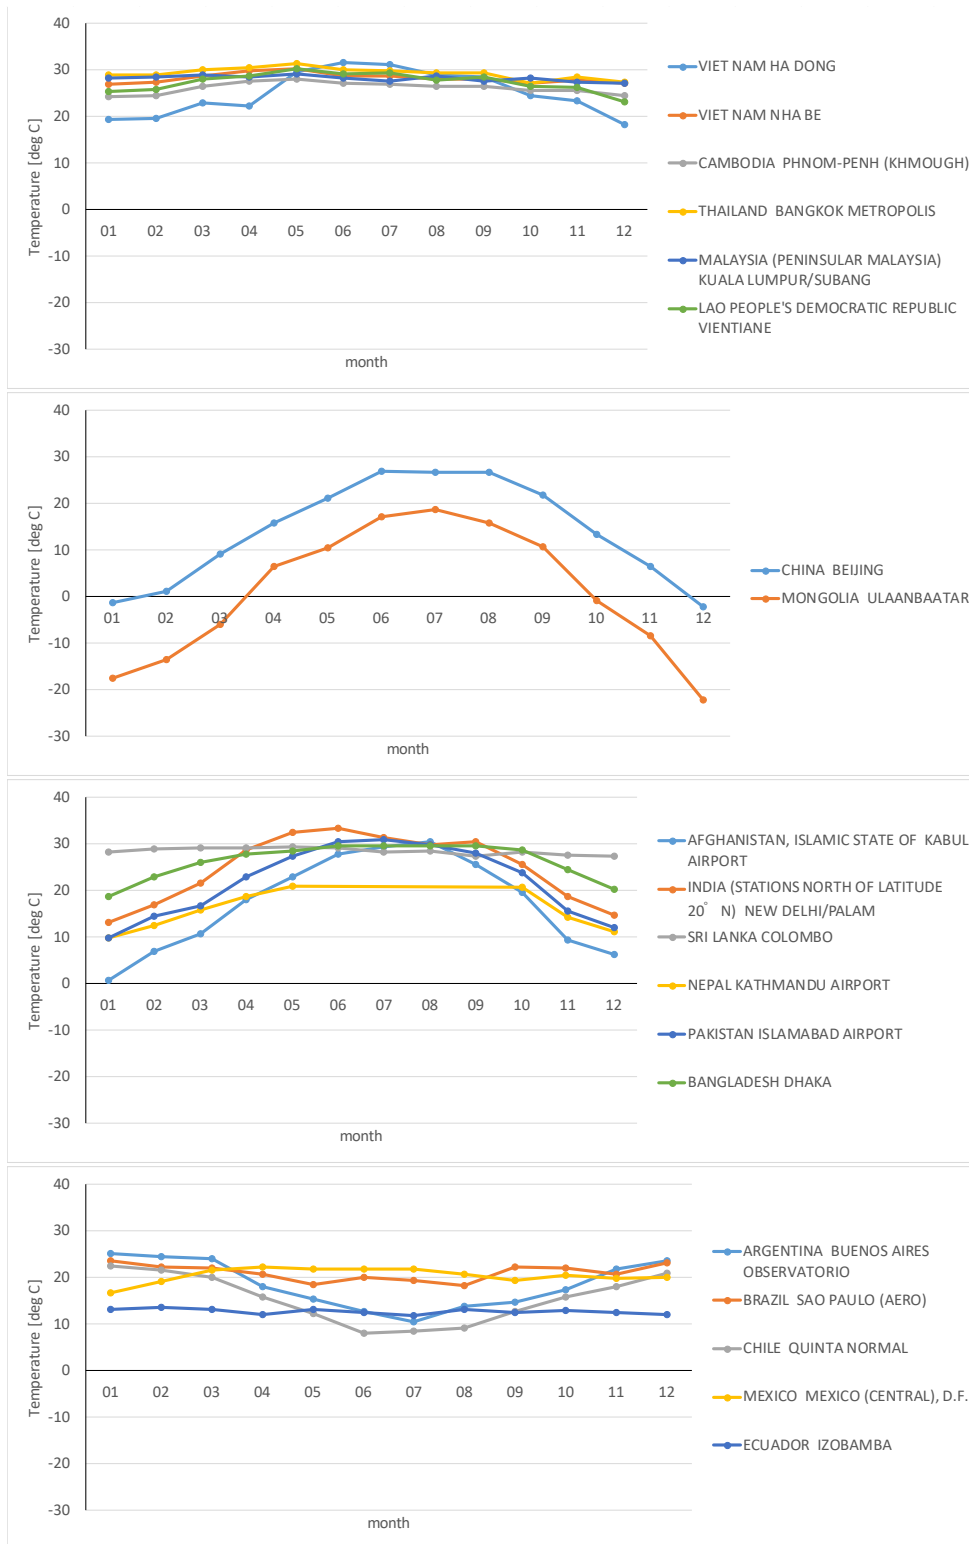 40
30
20
10
0
-10
-20
-30
Temperature [deg C]
01 02 03 04 05 06 07 08 09 10 11 12
month
VIET NAM HA DONG
VIET NAM NHA BE
CAMBODIA PHNOM-PENH (KHMOUGH)
THAILAND BANGKOK METROPOLIS
MALAYSIA (PENINSULAR MALAYSIA)
KUALA LUMPUR/SUBANG
LAO PEOPLE'S DEMOCRATIC REPUBLIC
VIENTIANE
40
30
20
10
0
-10
-20
-30
Temperature [deg C]
01 02 03 04 05 06 07 08 09 10 11 12
month
CHINA BEIJING
MONGOLIA ULAANBAATAR
40
30
20
10
0
-10
-20
-30
Temperature [deg C]
01 02 03 04 05 06 07 08 09 10 11 12
month
AFGHANISTAN, ISLAMIC STATE OF KABUL
AIRPORT
INDIA (STATIONS NORTH OF LATITUDE
20° N) NEW DELHI/PALAM
SRI LANKA COLOMBO
NEPAL KATHMANDU AIRPORT
PAKISTAN ISLAMABAD AIRPORT
BANGLADESH DHAKA
40
30
20
10
0
-10
-20
-30
Temperature [deg C]
01 02 03 04 05 06 07 08 09 10 11 12
month
ARGENTINA BUENOS AIRES
OBSERVATORIO
BRAZIL SAO PAULO (AERO)
CHILE QUINTA NORMAL
MEXICO MEXICO (CENTRAL), D.F.
ECUADOR IZOBAMBA